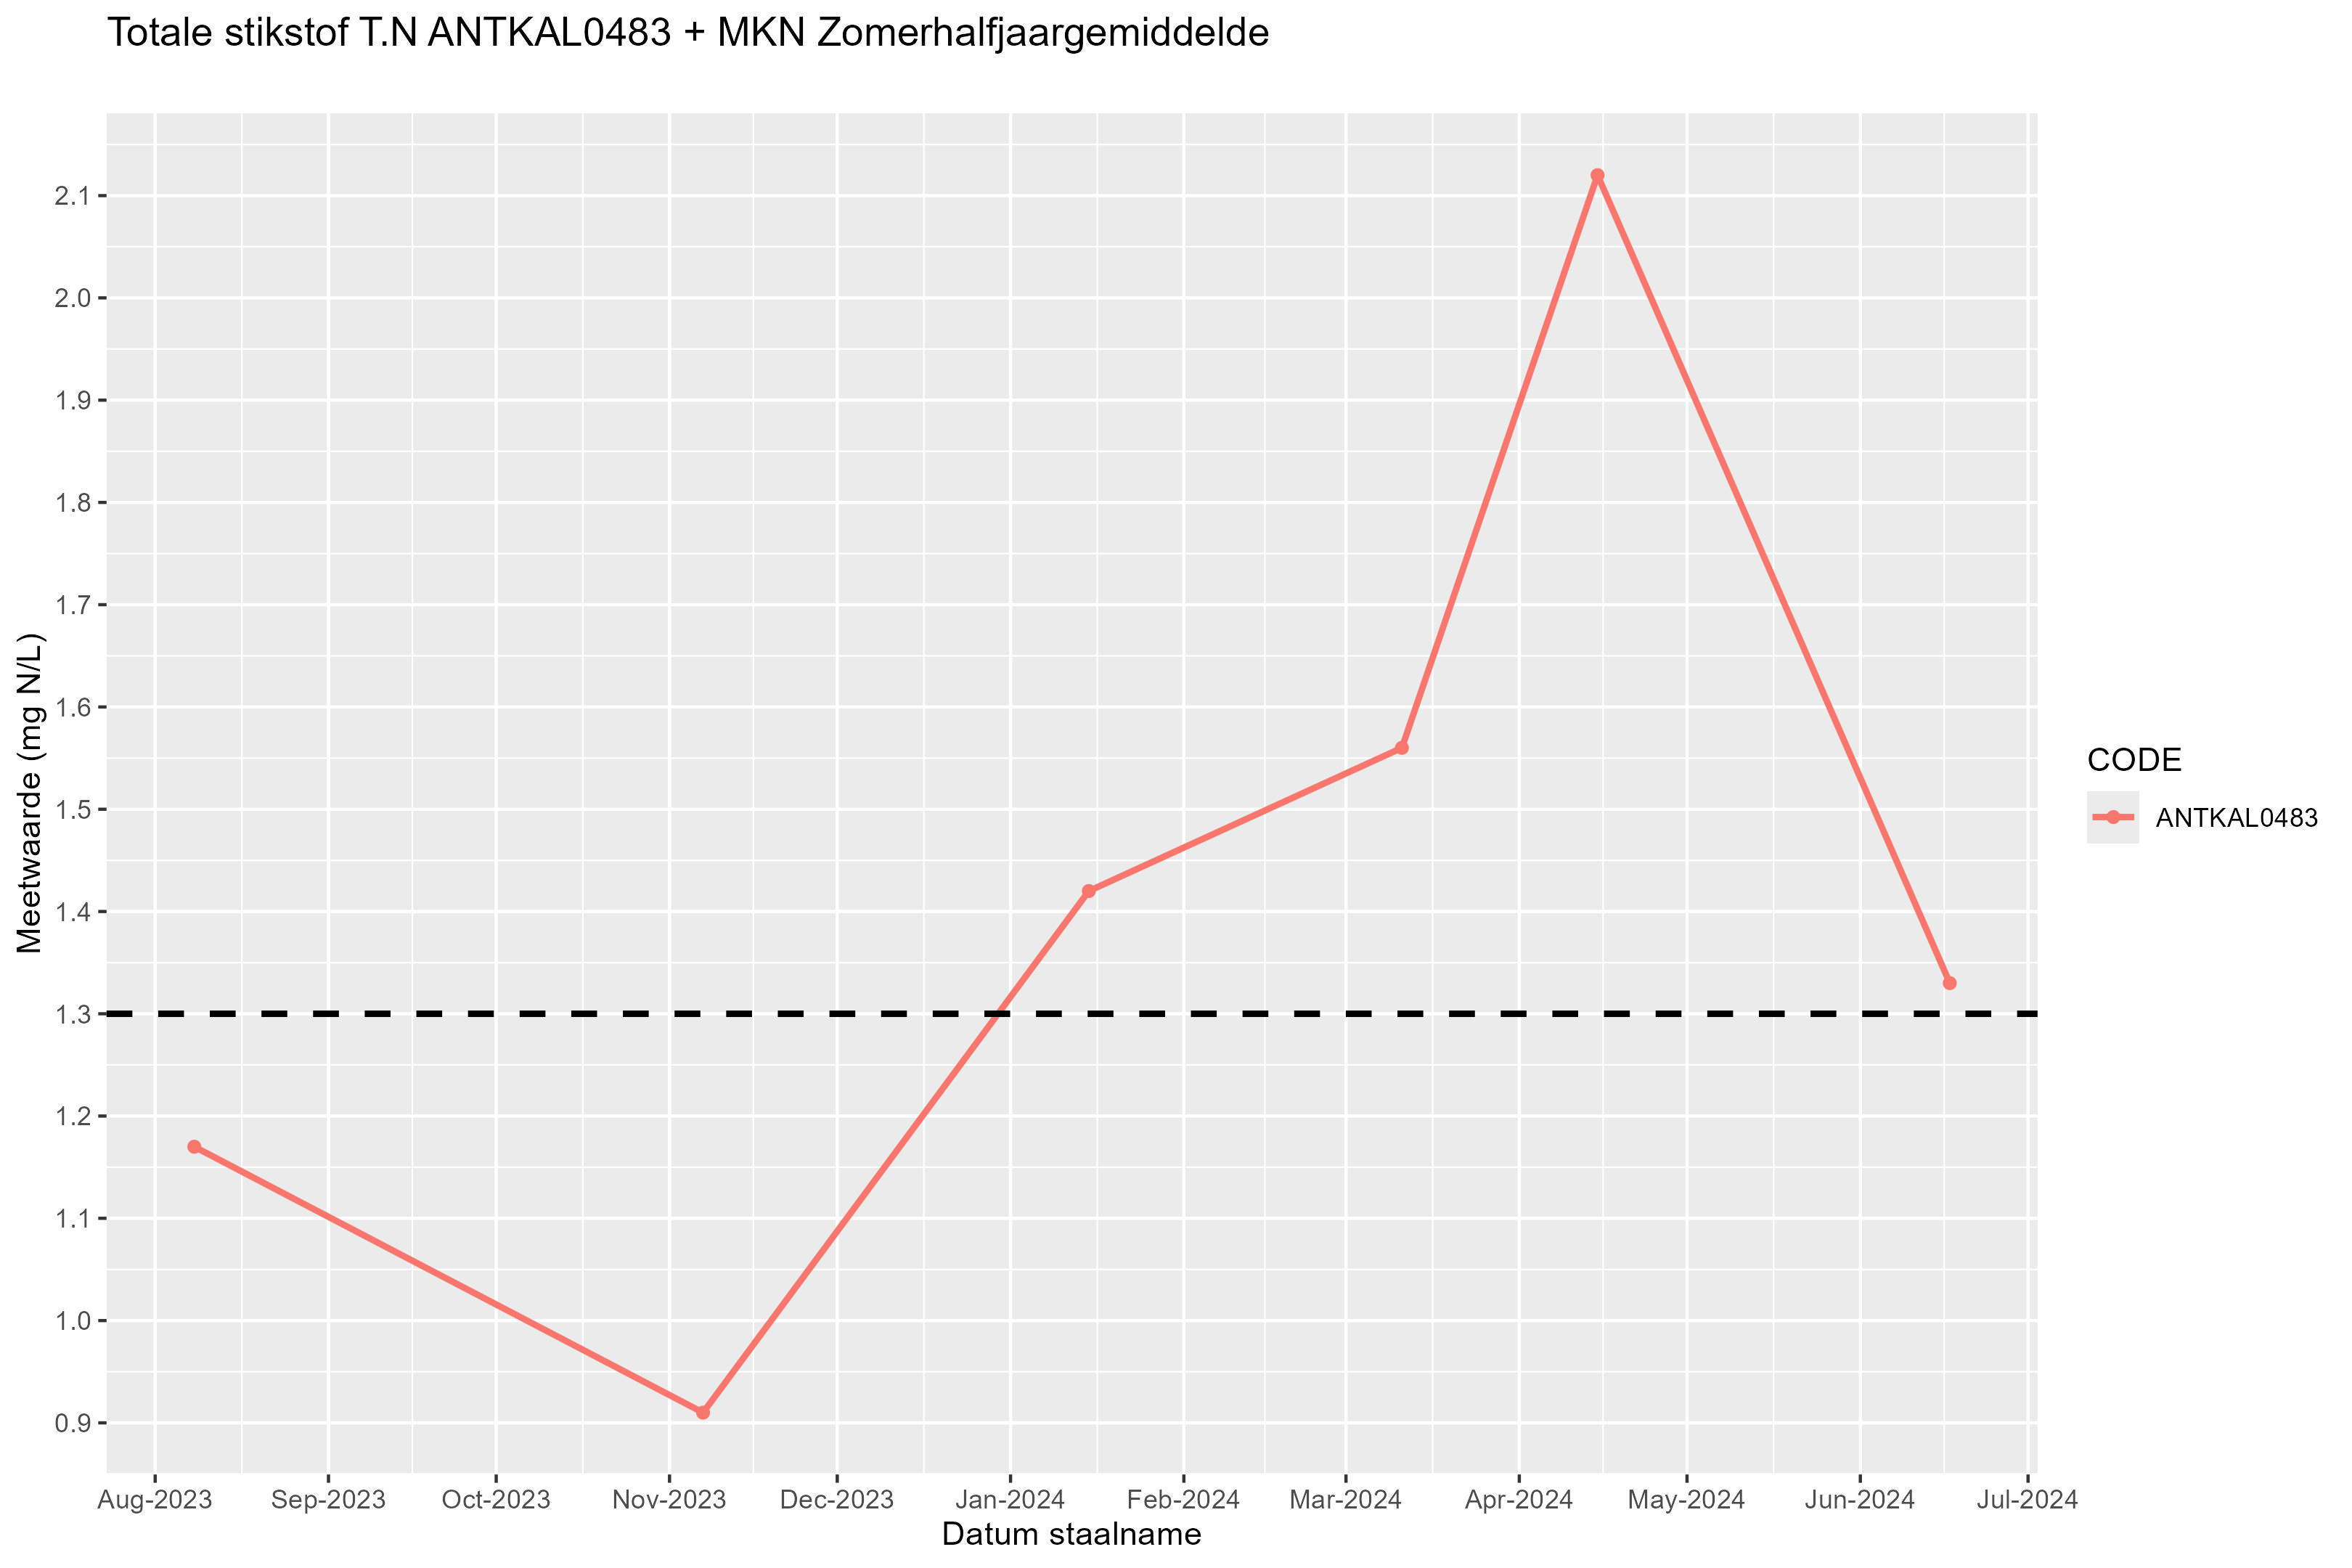 Totale stikstof T.N ANTKAL0483 + MKN Zomerhalfjaargemiddelde
Meetwaarde (mg N/L)
2.1
2.0
1.9
1.8
1.7
1.6
1.5
1.4
1.3
1.2
1.1
1.0
0.9
Aug-2023 Sep-2023 Oct-2023 Nov-2023 Dec-2023 Jan-2024 Feb-2024 Mar-2024 Apr-2024 May-2024 Jun-2024 Jul-2024
Datum staalname
CODE
ANTKAL0483